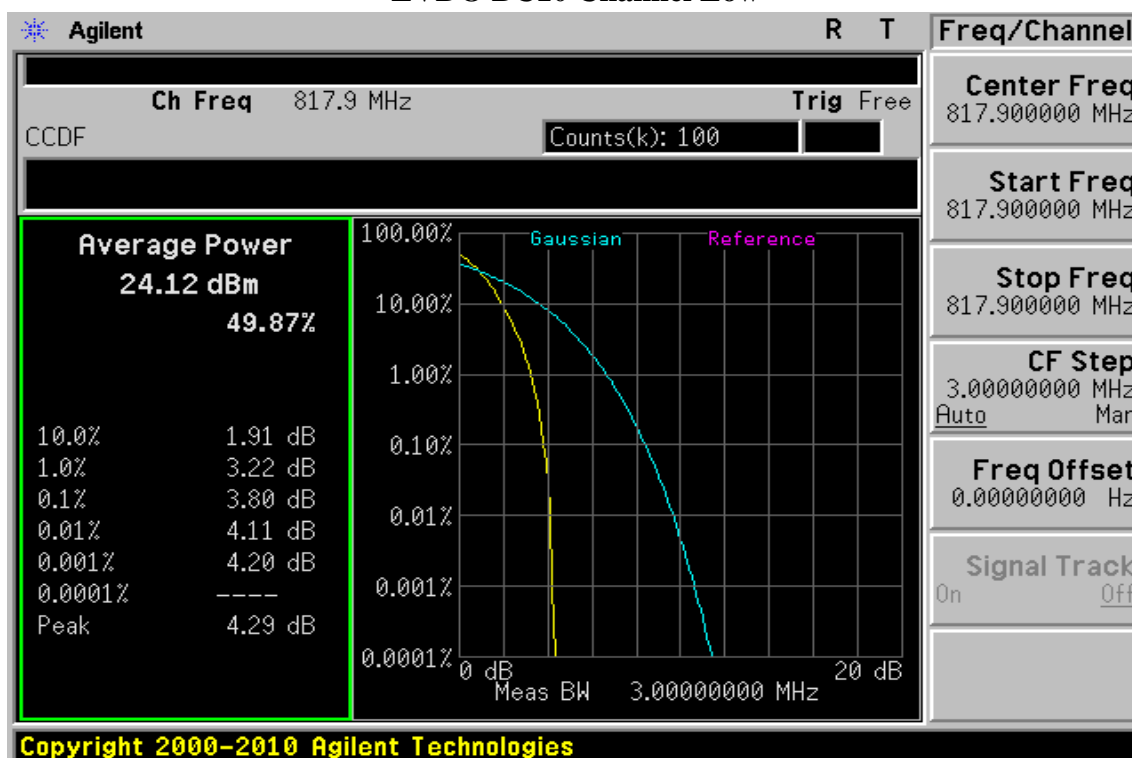 Agilent R T
Ch Freq 817.9 MHz Trig Free
CCDF Counts(k): 100
Average Power
24.12 dBm
49.87%
10.0% 1.91 dB
1.0% 3.22 dB
0.1% 3.80 dB
0.01% 4.11 dB
0.001% 4.20 dB
0.0001% ----
Peak 4.29 dB
Gaussian Reference
100.00%
10.00%
1.00%
0.10%
0.01%
0.001%
0.0001%
0 dB 20 dB
Meas BW 3.00000000 MHz
Freq/Channel
Center Freq
817.900000 MHz
Start Freq
817.900000 MHz
Stop Freq
817.900000 MHz
CF Step
3.00000000 MHz
Auto Man
Freq Offset
0.00000000 Hz
Signal Track
On Off
Copyright 2000-2010 Agilent Technologies